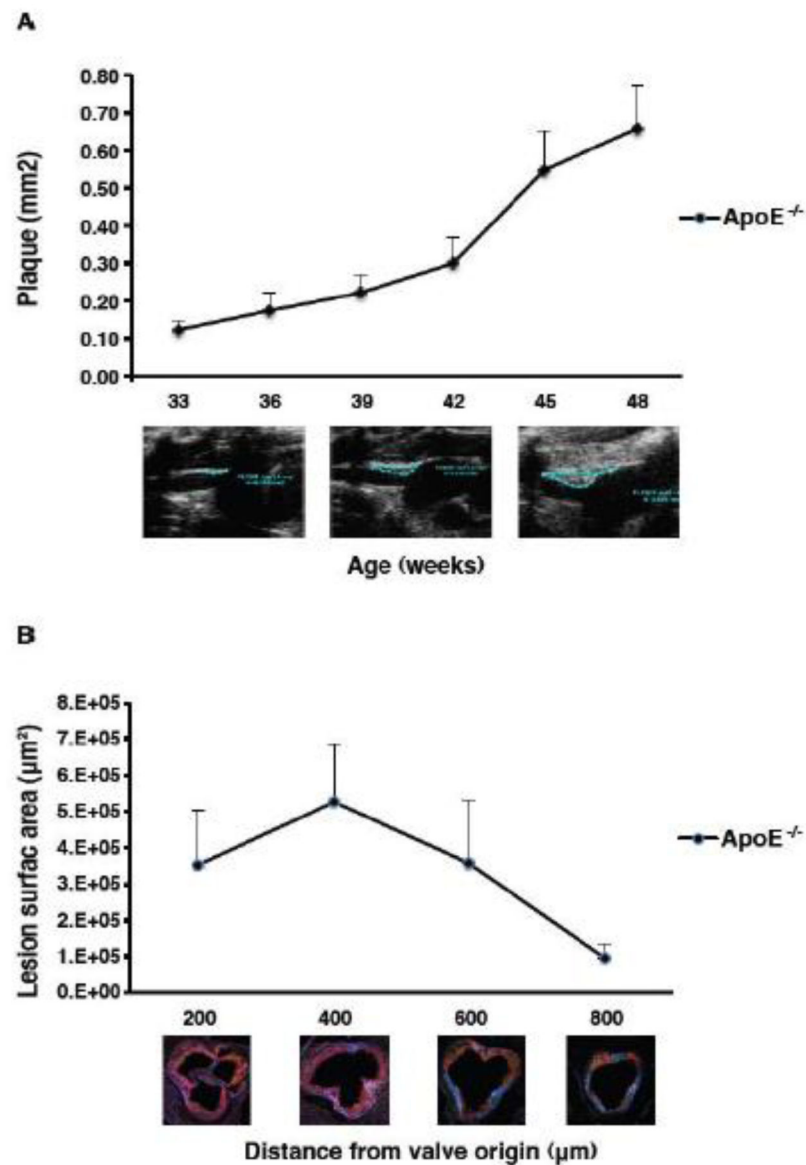 A
0.80
0.70
0.60
0.50
0.40
0.30
0.20
0.10
0.00
Plaque (mm2)
ApoE-/-
33 36 39 42 45 48
Age (weeks)
B
8.E+05
7.E+05
6.E+05
5.E+05
4.E+05
3.E+05
2.E+05
1.E+05
0.E+00
Lesion surfac area (µm²)
ApoE-/-
200 400 600 800
Distance from valve origin (µm)